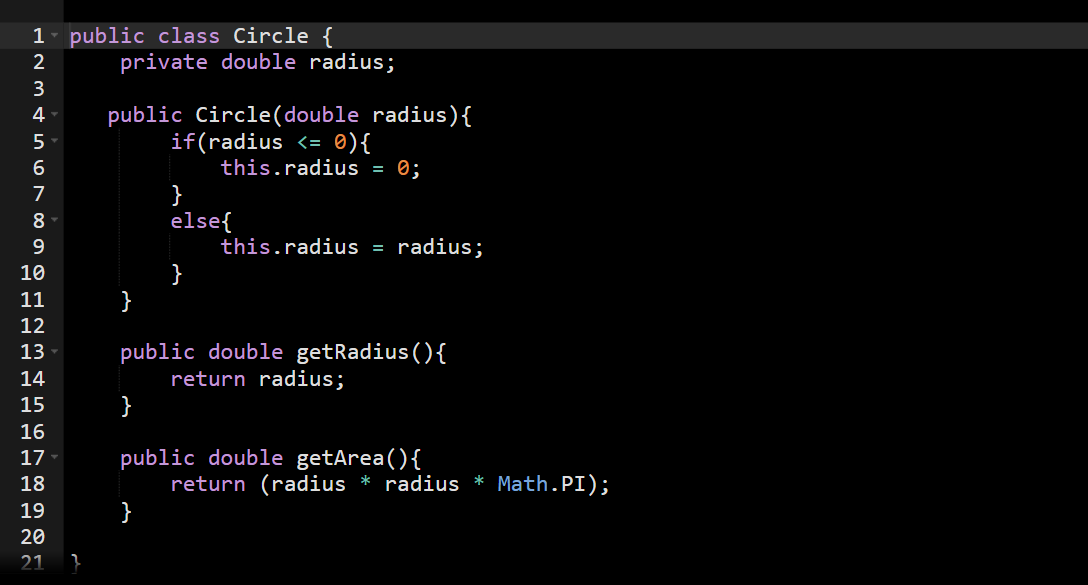 1 public class Circle {
2     private double radius;
3
4    public Circle(double radius){
5         if(radius <= 0){
6             this.radius = 0;
7         }
8         else{
9             this.radius = radius;
10         }
11     }
12
13     public double getRadius(){
14         return radius;
15     }
16
17     public double getArea(){
18         return (radius * radius * Math.PI);
19     }
20
21 }